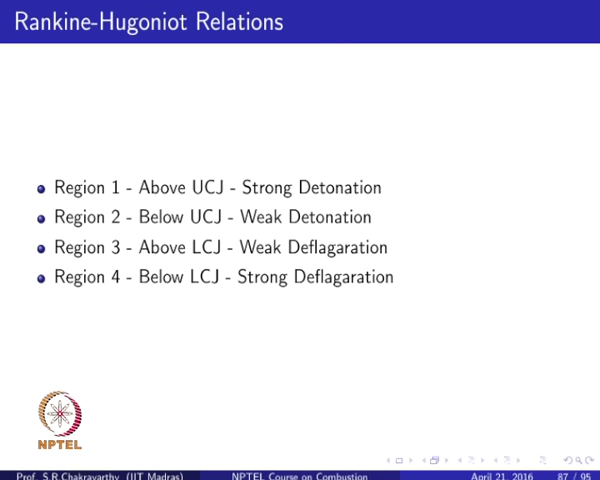 Rankine-Hugoniot Relations
Region 1 - Above UCJ - Strong Detonation
Region 2 - Below UCJ - Weak Detonation
Region 3 - Above LCJ - Weak Deflagaration
Region 4 - Below LCJ - Strong Deflagaration
NPTEL
Prof. S.R.Chakravarthy (IIT Madras) NPTEL Course on Combustion April 21, 2016 87 / 95